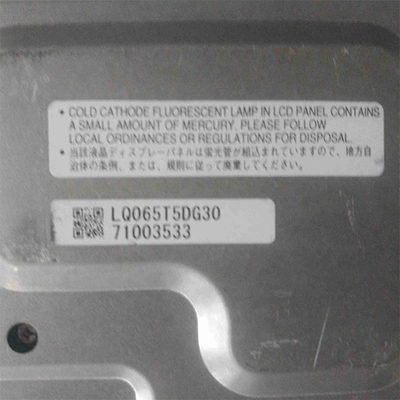 • COLD CATHODE FLUORESCENT LAMP IN LCD PANEL CONTAINS
A SMALL AMOUNT OF MERCURY. PLEASE FOLLOW
LOCAL ORDINANCES OR REGULATIONS FOR DISPOSAL.
• 当該液晶ディスプレーパネルは蛍光管が組込まれていますので、地方自
治体の条例、または、規則に従って廃棄してください。
LQ065T5DG30
71003533